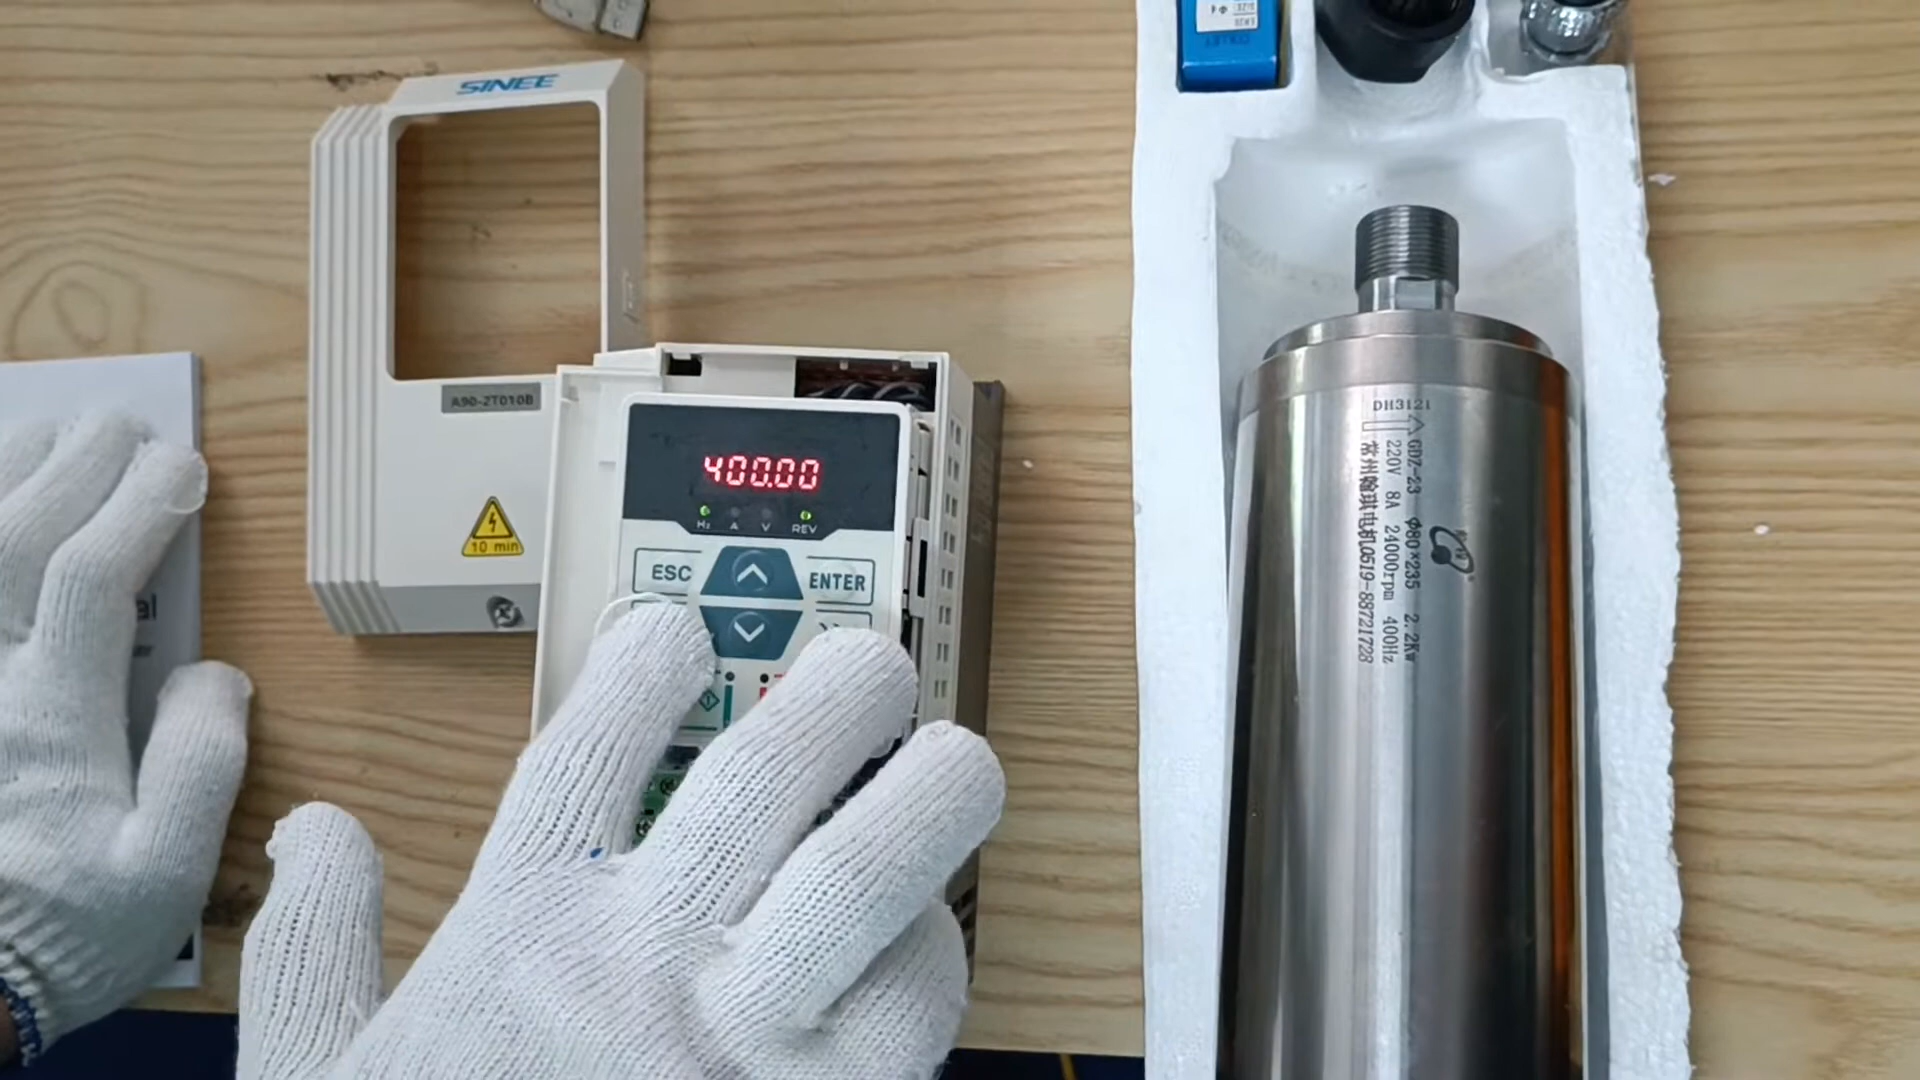 SINEE
A90-2T010B
10 min
400.00
Hz A V REV
ESC
ENTER
al
DH3121
GDZ-23 Φ80×235 2.2Kw
220V 8A 24000rpm 400Hz
常州翰琪电机0519-88721728